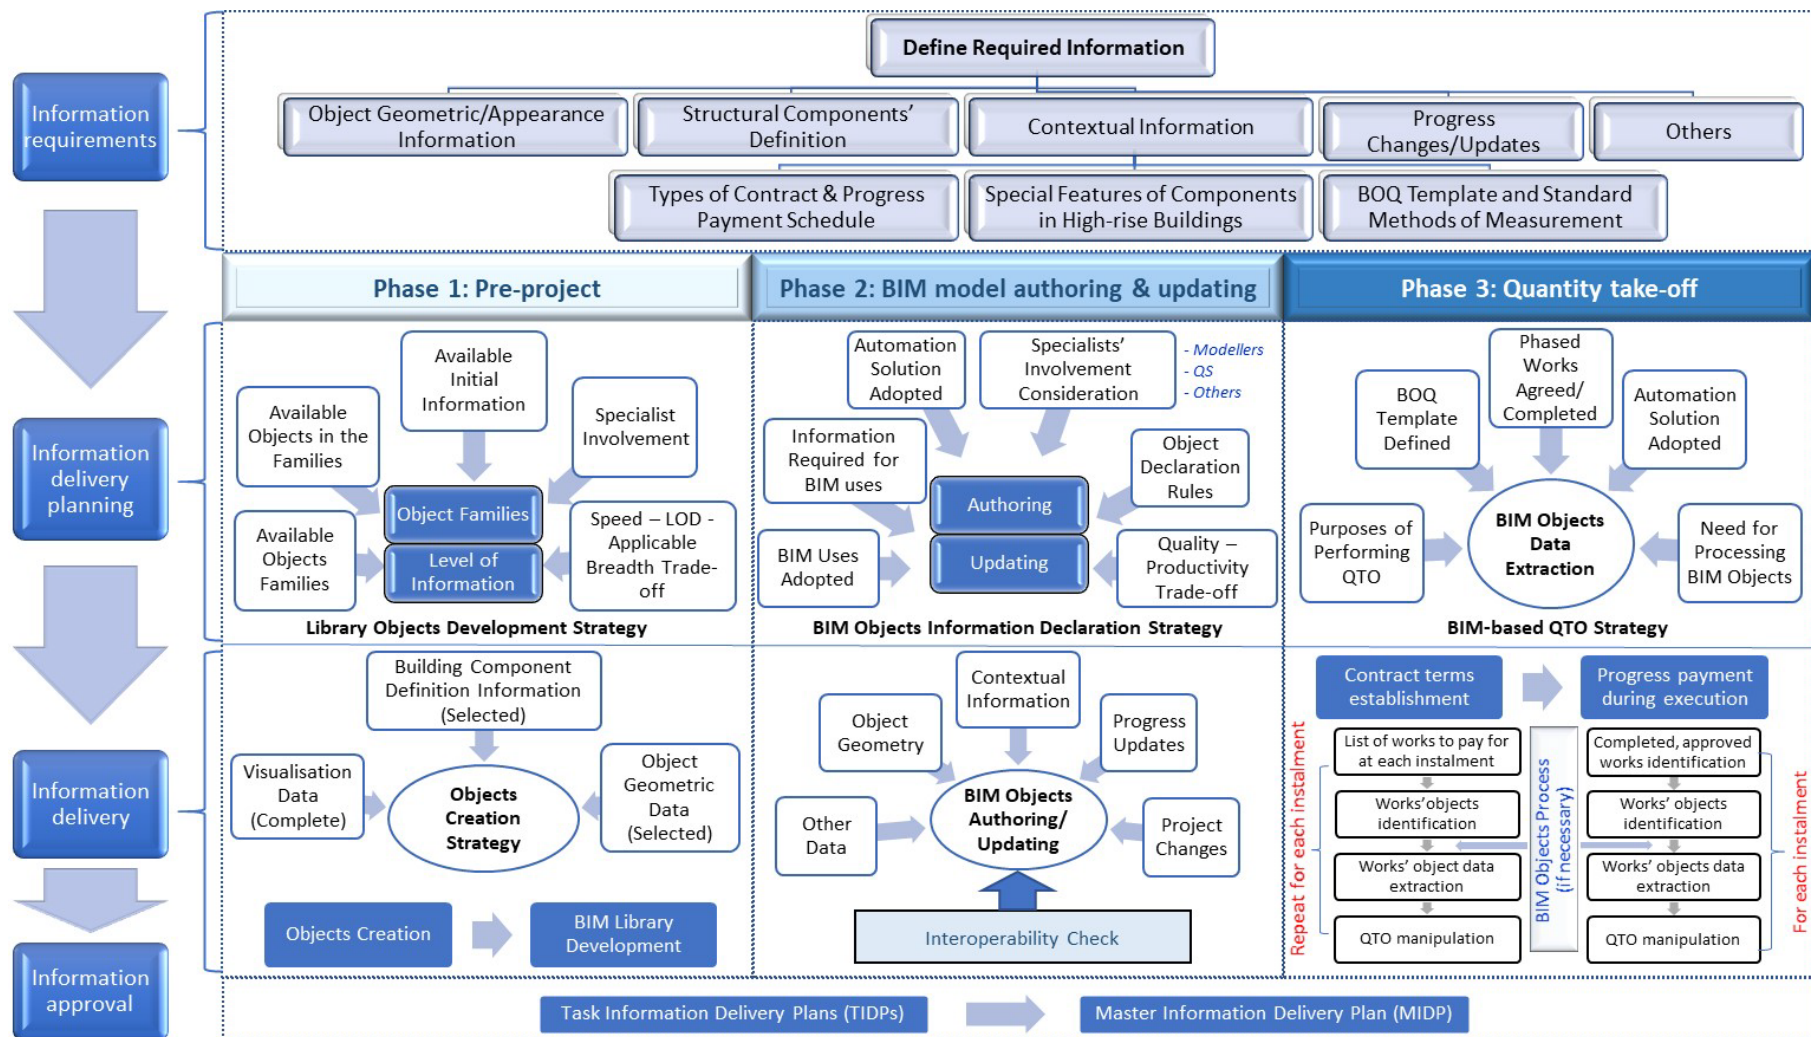 Define Required Information
Information
requirements
Object Geometric/Appearance
Information
Structural Components'
Definition
Contextual Information
Progress
Changes/Updates
Others
Types of Contract & Progress
Payment Schedule
Special Features of Components
in High-rise Buildings
BOQ Template and Standard
Methods of Measurement
Phase 1: Pre-project
Phase 2: BIM model authoring & updating
Phase 3: Quantity take-off
Information
delivery
planning
Available
Initial
Information
Available
Objects in the
Families
Specialist
Involvement
Object Families
Level of
Information
Available
Objects
Families
Speed – LOD -
Applicable
Breadth Trade-
off
Library Objects Development Strategy
Automation
Solution
Adopted
Specialists'
Involvement
Consideration
- Modellers
- QS
- Others
Information
Required for
BIM uses
Object
Declaration
Rules
Authoring
Updating
BIM Uses
Adopted
Quality –
Productivity
Trade-off
BIM Objects Information Declaration Strategy
Phased
Works
Agreed/
Completed
BOQ
Template
Defined
Automation
Solution
Adopted
Purposes of
Performing
QTO
BIM Objects
Data
Extraction
Need for
Processing
BIM Objects
BIM-based QTO Strategy
Information
delivery
Building Component
Definition Information
(Selected)
Visualisation
Data
(Complete)
Objects
Creation
Strategy
Object
Geometric
Data
(Selected)
Objects Creation
BIM Library
Development
Contextual
Information
Object
Geometry
Progress
Updates
Other
Data
BIM Objects
Authoring/
Updating
Project
Changes
Interoperability Check
Contract terms
establishment
Progress payment
during execution
Repeat for each instalment
List of works to pay for
at each instalment
Works'objects
identification
Works' object data
extraction
QTO manipulation
BIM Objects Process
(if necessary)
Completed, approved
works identification
Works' objects
identification
Works' objects data
extraction
QTO manipulation
For each instalment
Information
approval
Task Information Delivery Plans (TIDPs)
Master Information Delivery Plan (MIDP)